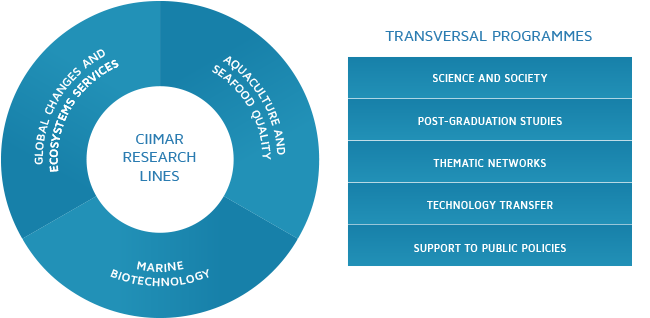 GLOBAL CHANGES AND
ECOSYSTEMS SERVICES
AQUACULTURE AND
SEAFOOD QUALITY
CIIMAR
RESEARCH
LINES
MARINE
BIOTECHNOLOGY
TRANSVERSAL PROGRAMMES
SCIENCE AND SOCIETY
POST-GRADUATION STUDIES
THEMATIC NETWORKS
TECHNOLOGY TRANSFER
SUPPORT TO PUBLIC POLICIES